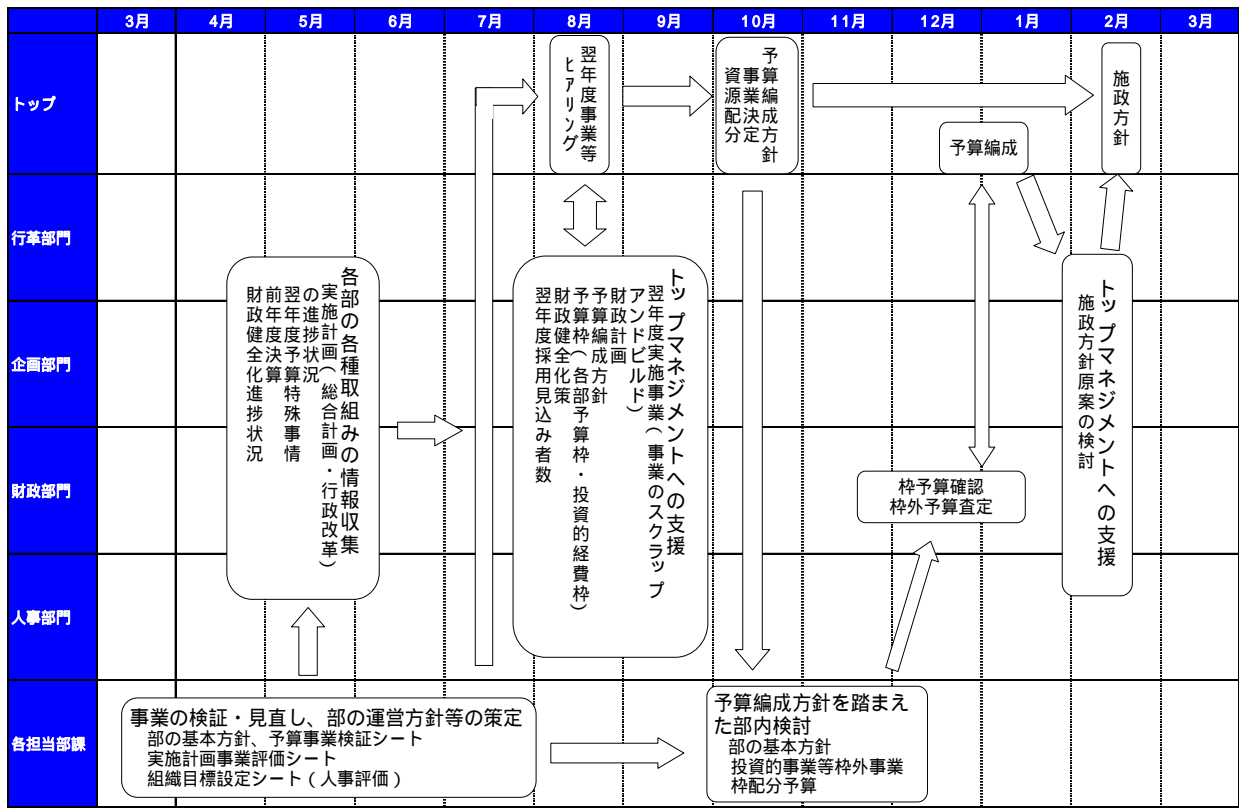 3月 4月 5月 6月 7月 8月 9月 10月 11月 12月 1月 2月 3月
トップ
翌年度事業等
ヒアリング
予算編成方針
事業決定
資源配分
施政方針
予算編成
行革部門
各部の各種取組みの情報収集
実施計画（総合計画・行政改革）
の進捗状況
翌年度予算特殊事情
前年度決算
財政健全化進捗状況
トップマネジメントへの支援
翌年度実施事業（事業のスクラップ
アンドビルド）
財政計画
予算編成方針
予算枠（各部予算枠・投資的経費枠）
財政健全化策
翌年度採用見込み者数
トップマネジメントへの支援
施政方針原案の検討
企画部門
財政部門
枠予算確認
枠外予算査定
人事部門
各担当部課
事業の検証・見直し、部の運営方針等の策定
部の基本方針、予算事業検証シート
実施計画事業評価シート
組織目標設定シート（人事評価）
予算編成方針を踏まえ
た部内検討
部の基本方針
投資的事業等枠外事業
枠配分予算